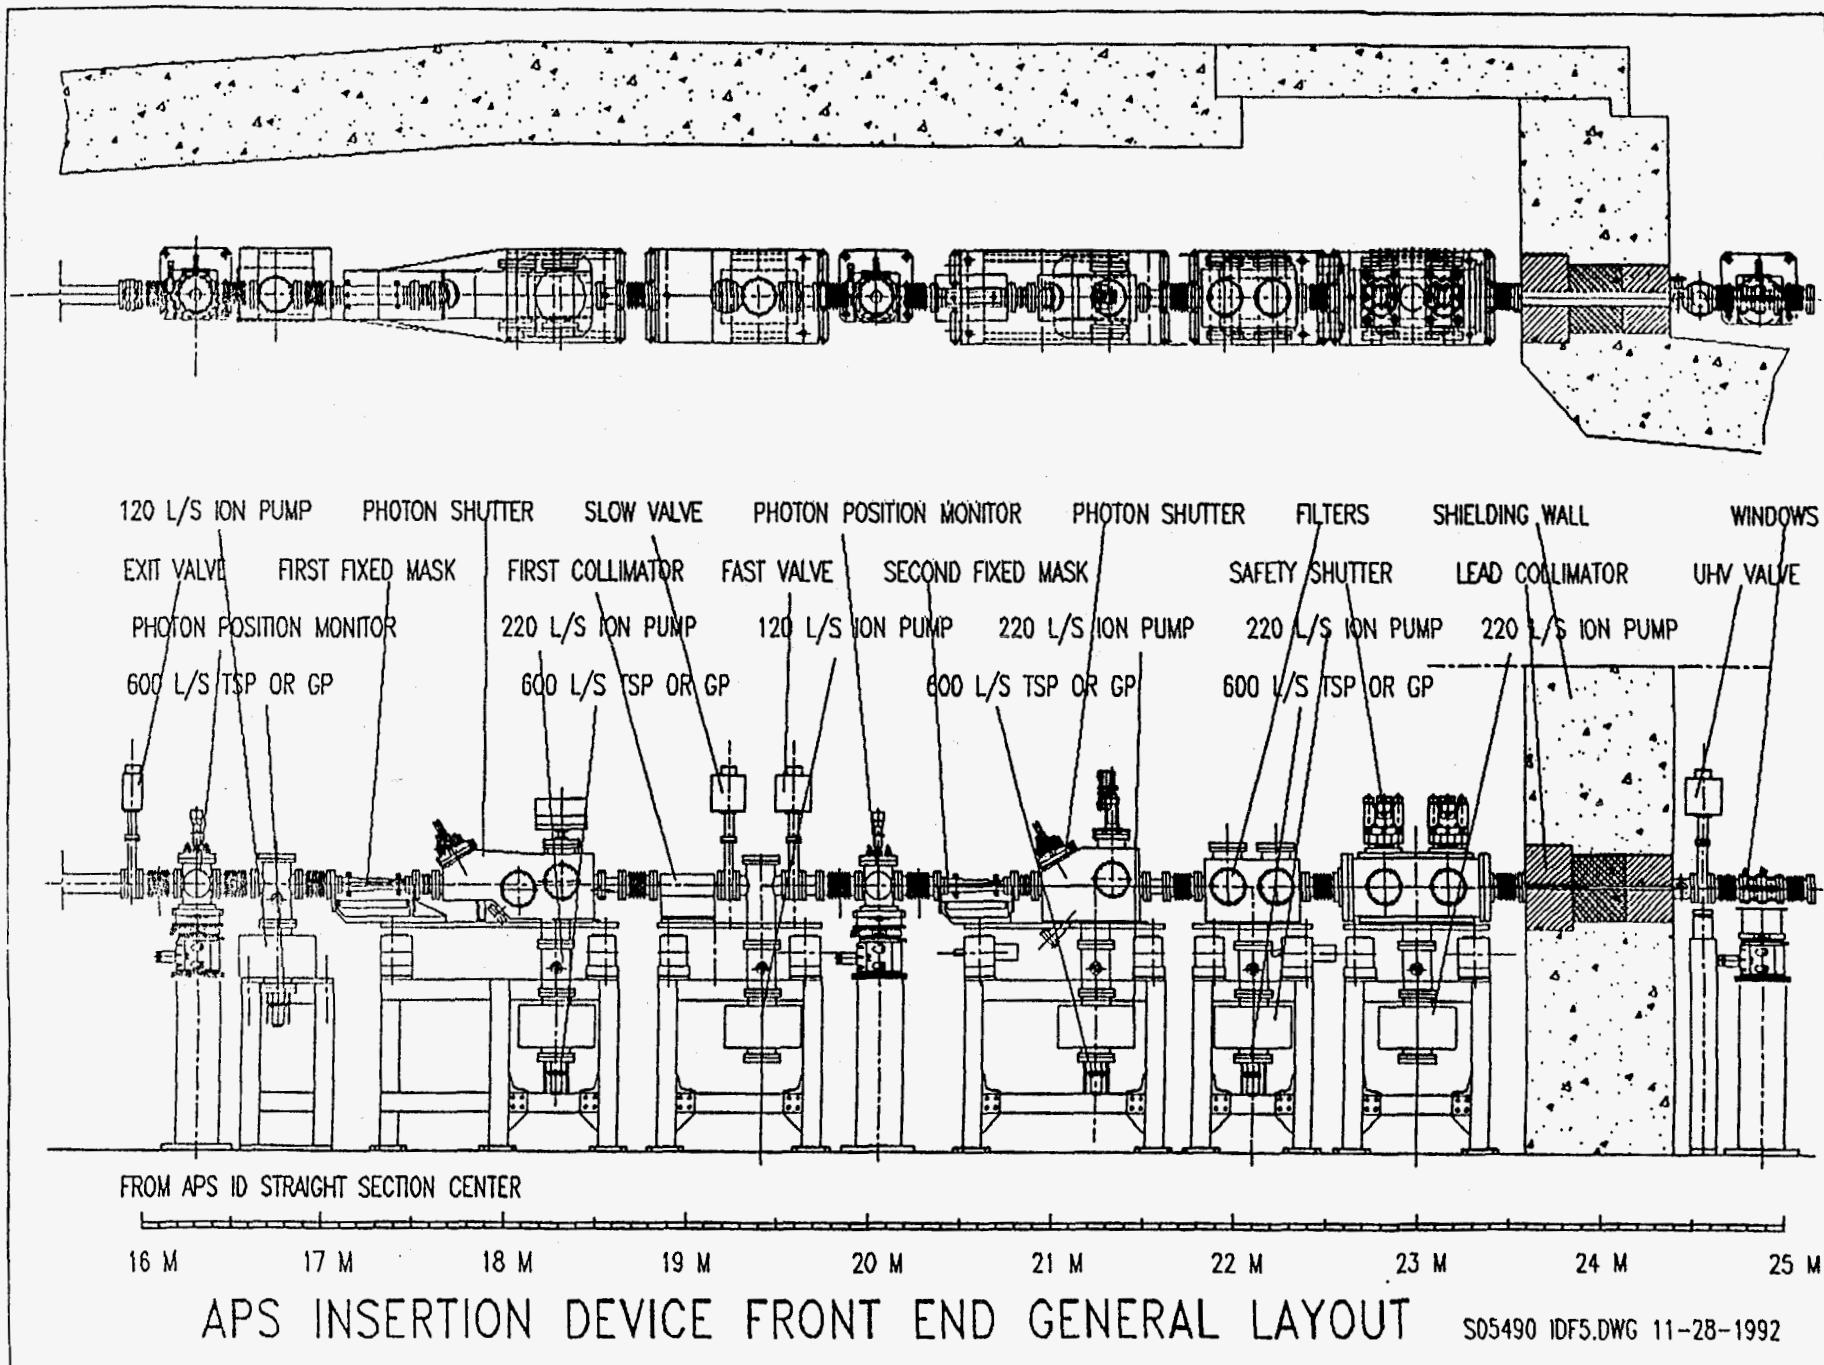 120 L/S ION PUMP PHOTON SHUTTER SLOW VALVE PHOTON POSITION MONITOR PHOTON SHUTTER FILTERS SHIELDING WALL WINDOWS
EXIT VALVE FIRST FIXED MASK FIRST COLLIMATOR FAST VALVE SECOND FIXED MASK SAFETY SHUTTER LEAD COLLIMATOR UHV VALVE
PHOTON POSITION MONITOR 220 L/S ION PUMP 120 L/S ION PUMP 220 L/S ION PUMP 220 L/S ION PUMP 220 L/S ION PUMP
600 L/S TSP OR GP 600 L/S TSP OR GP 600 L/S TSP OR GP 600 L/S TSP OR GP
FROM APS ID STRAIGHT SECTION CENTER
16 M 17 M 18 M 19 M 20 M 21 M 22 M 23 M 24 M 25 M
APS INSERTION DEVICE FRONT END GENERAL LAYOUT S05490 IDF5.DWG 11-28-1992